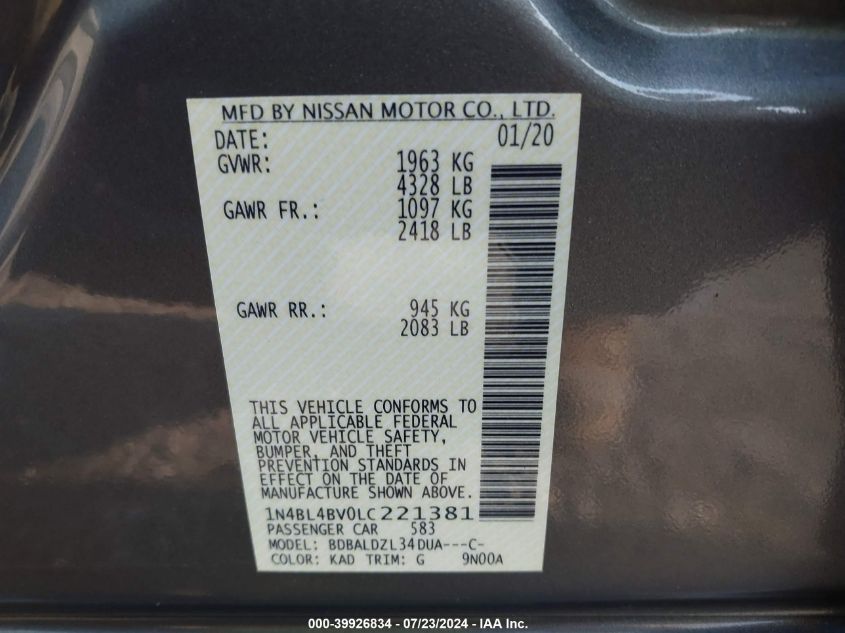 MFD BY NISSAN MOTOR CO., LTD.
DATE: 01/20
GVWR: 1963 KG
4328 LB
GAWR FR.: 1097 KG
2418 LB
GAWR RR.: 945 KG
2083 LB
THIS VEHICLE CONFORMS TO
ALL APPLICABLE FEDERAL
MOTOR VEHICLE SAFETY,
BUMPER, AND THEFT
PREVENTION STANDARDS IN
EFFECT ON THE DATE OF
MANUFACTURE SHOWN ABOVE.
1N4BL4BV0LC221381
PASSENGER CAR 583
MODEL: BDBALDZL34DUA---C-
COLOR: KAD TRIM: G 9N00A
000-39926834 - 07/23/2024 - IAA Inc.